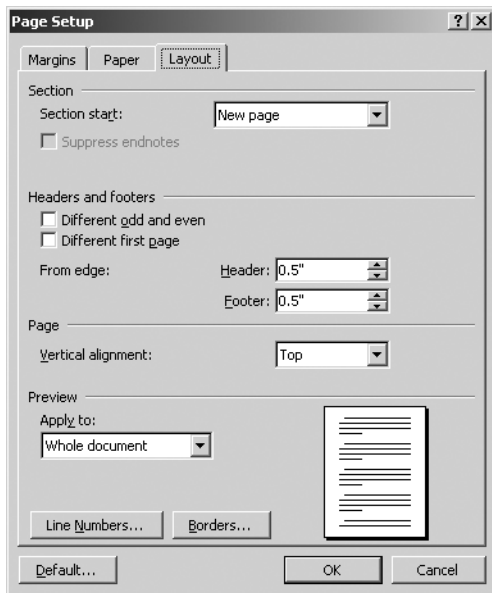 Page Setup
Margins Paper Layout
Section
Section start: New page
Suppress endnotes
Headers and footers
Different odd and even
Different first page
From edge: Header: 0.5"
Footer: 0.5"
Page
Vertical alignment: Top
Preview
Apply to:
Whole document
Line Numbers... Borders...
Default... OK Cancel